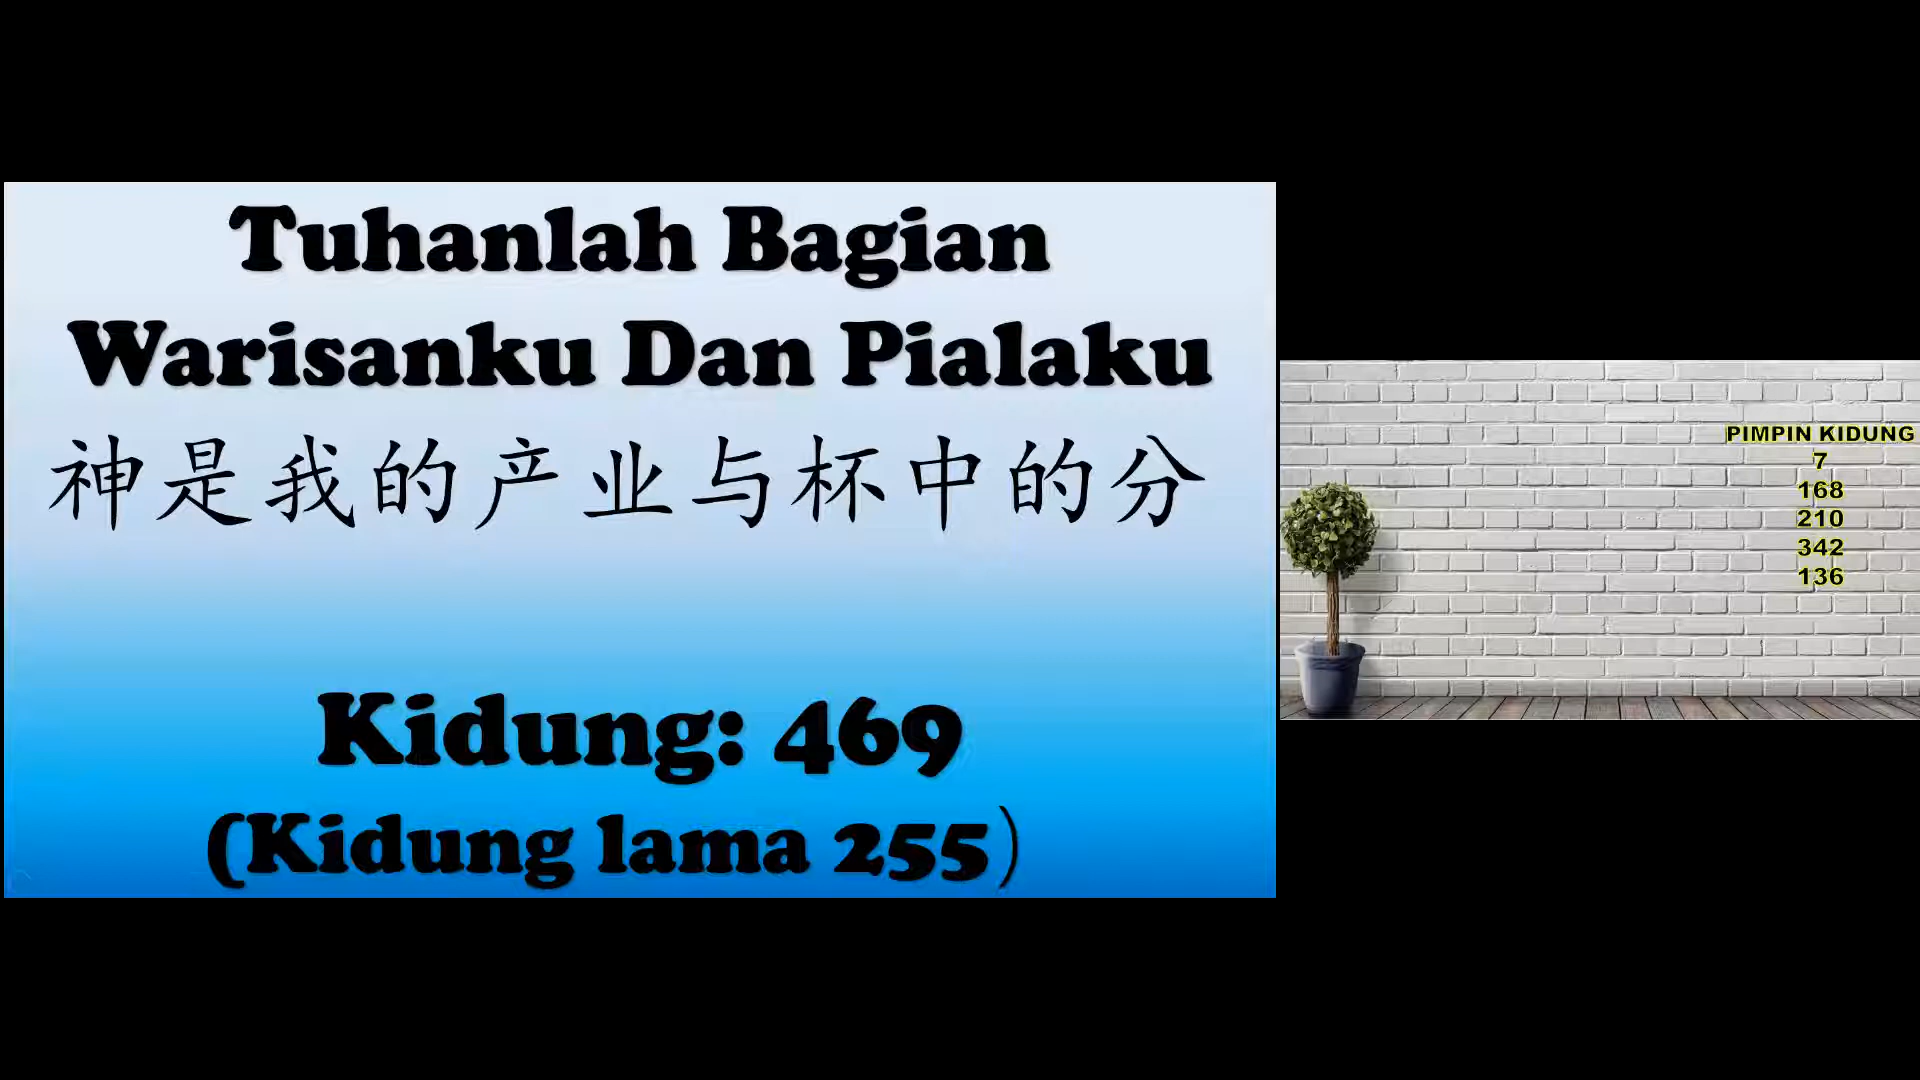 Tuhanlah Bagian
Warisanku Dan Pialaku
神是我的产业与杯中的分
Kidung: 469
(Kidung lama 255）
PIMPIN KIDUNG
7
168
210
342
136